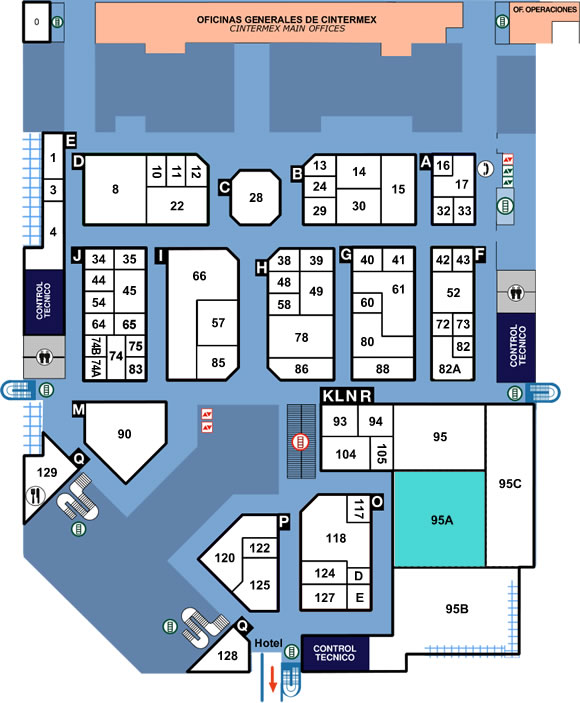 OFICINAS GENERALES DE CINTERMEX
CINTERMEX MAIN OFFICES
OF. OPERACIONES
0
E
1
3
4
CONTROL
TECNICO
D
8
10
11
12
22
C
28
B
13
24
29
14
30
15
A
16
17
32
33
J
34
35
44
45
54
64
65
74B
74A
74
75
83
I
66
57
85
H
38
39
48
49
58
78
86
G
40
41
60
61
80
88
F
42
43
52
72
73
82
82A
CONTROL
TECNICO
M
90
Q
129
K L N R
93
94
104
105
95
95C
95A
95B
O
117
118
124
D
127
E
P
120
122
125
Q
128
Hotel
CONTROL
TECNICO